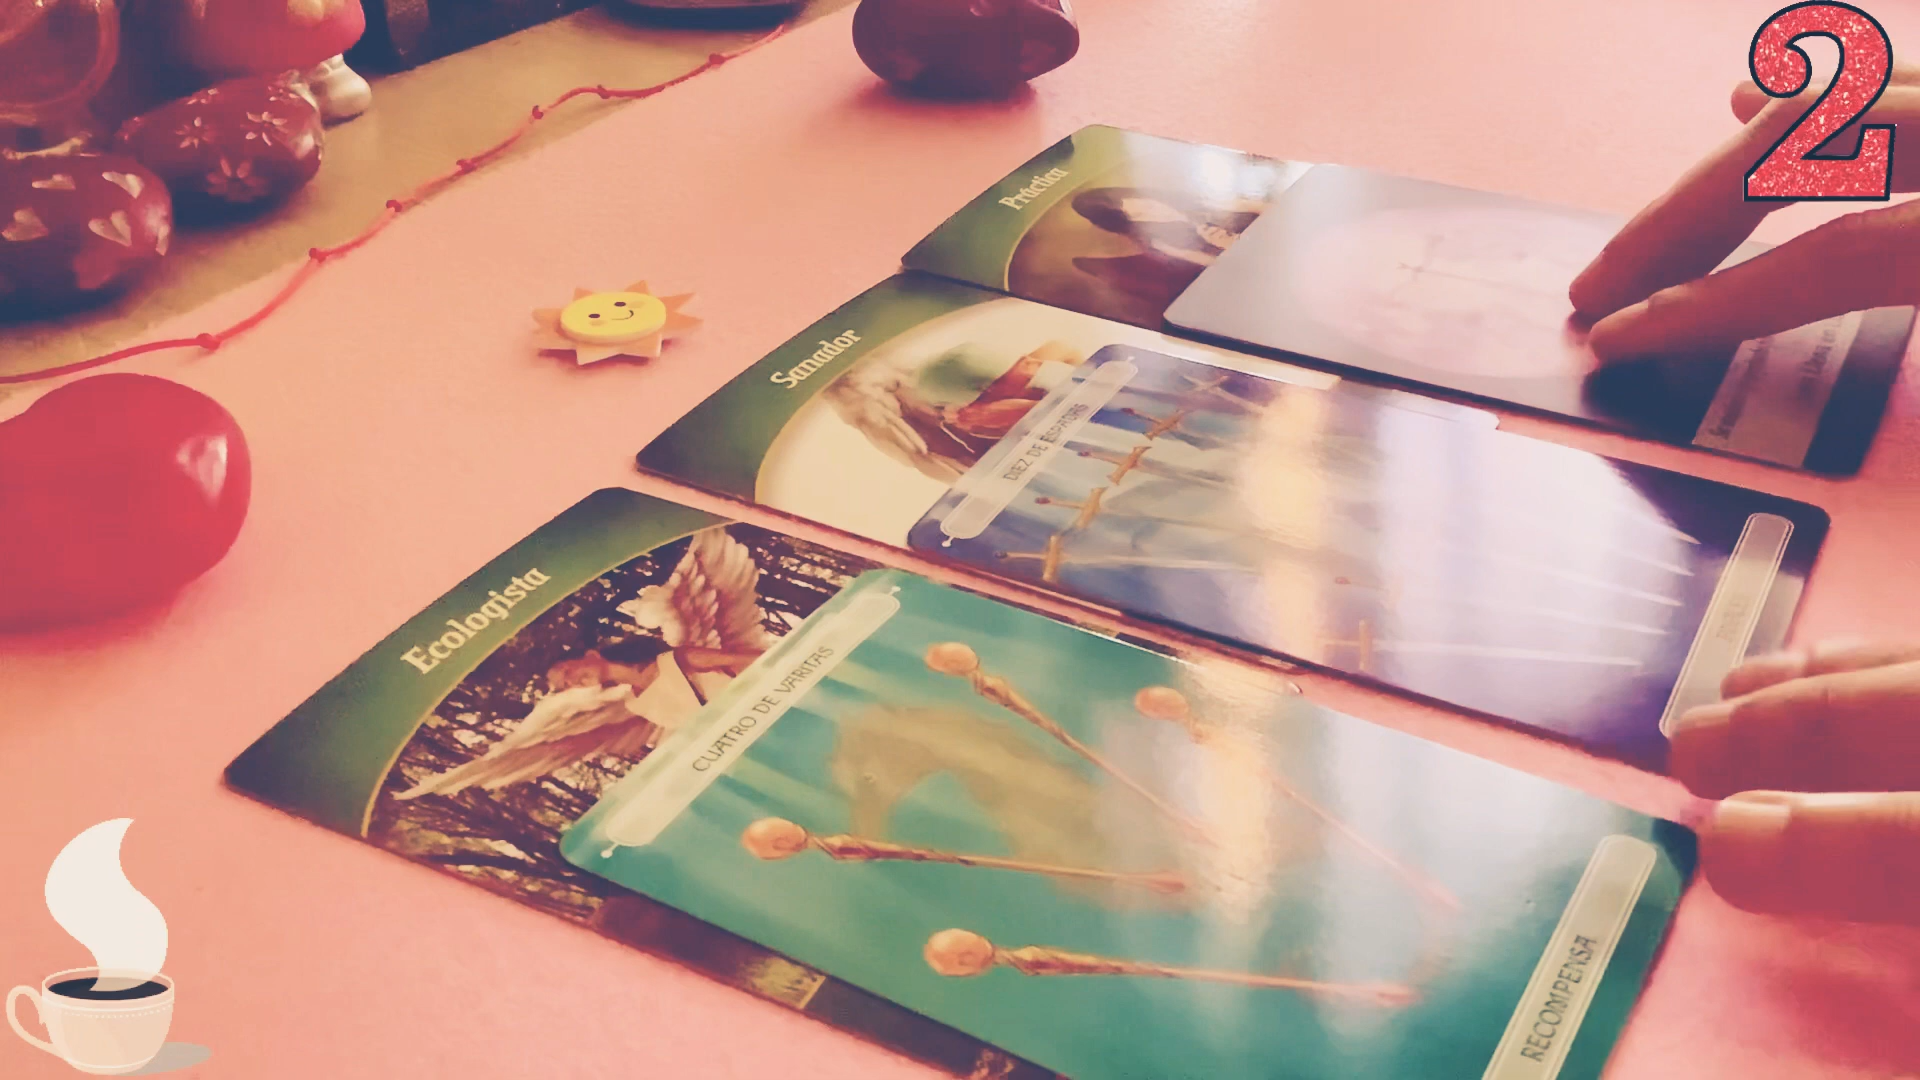 2
Práctica
Sanador
DIEZ DE ESPADAS
Ecologista
CUATRO DE VARITAS
RECOMPENSA